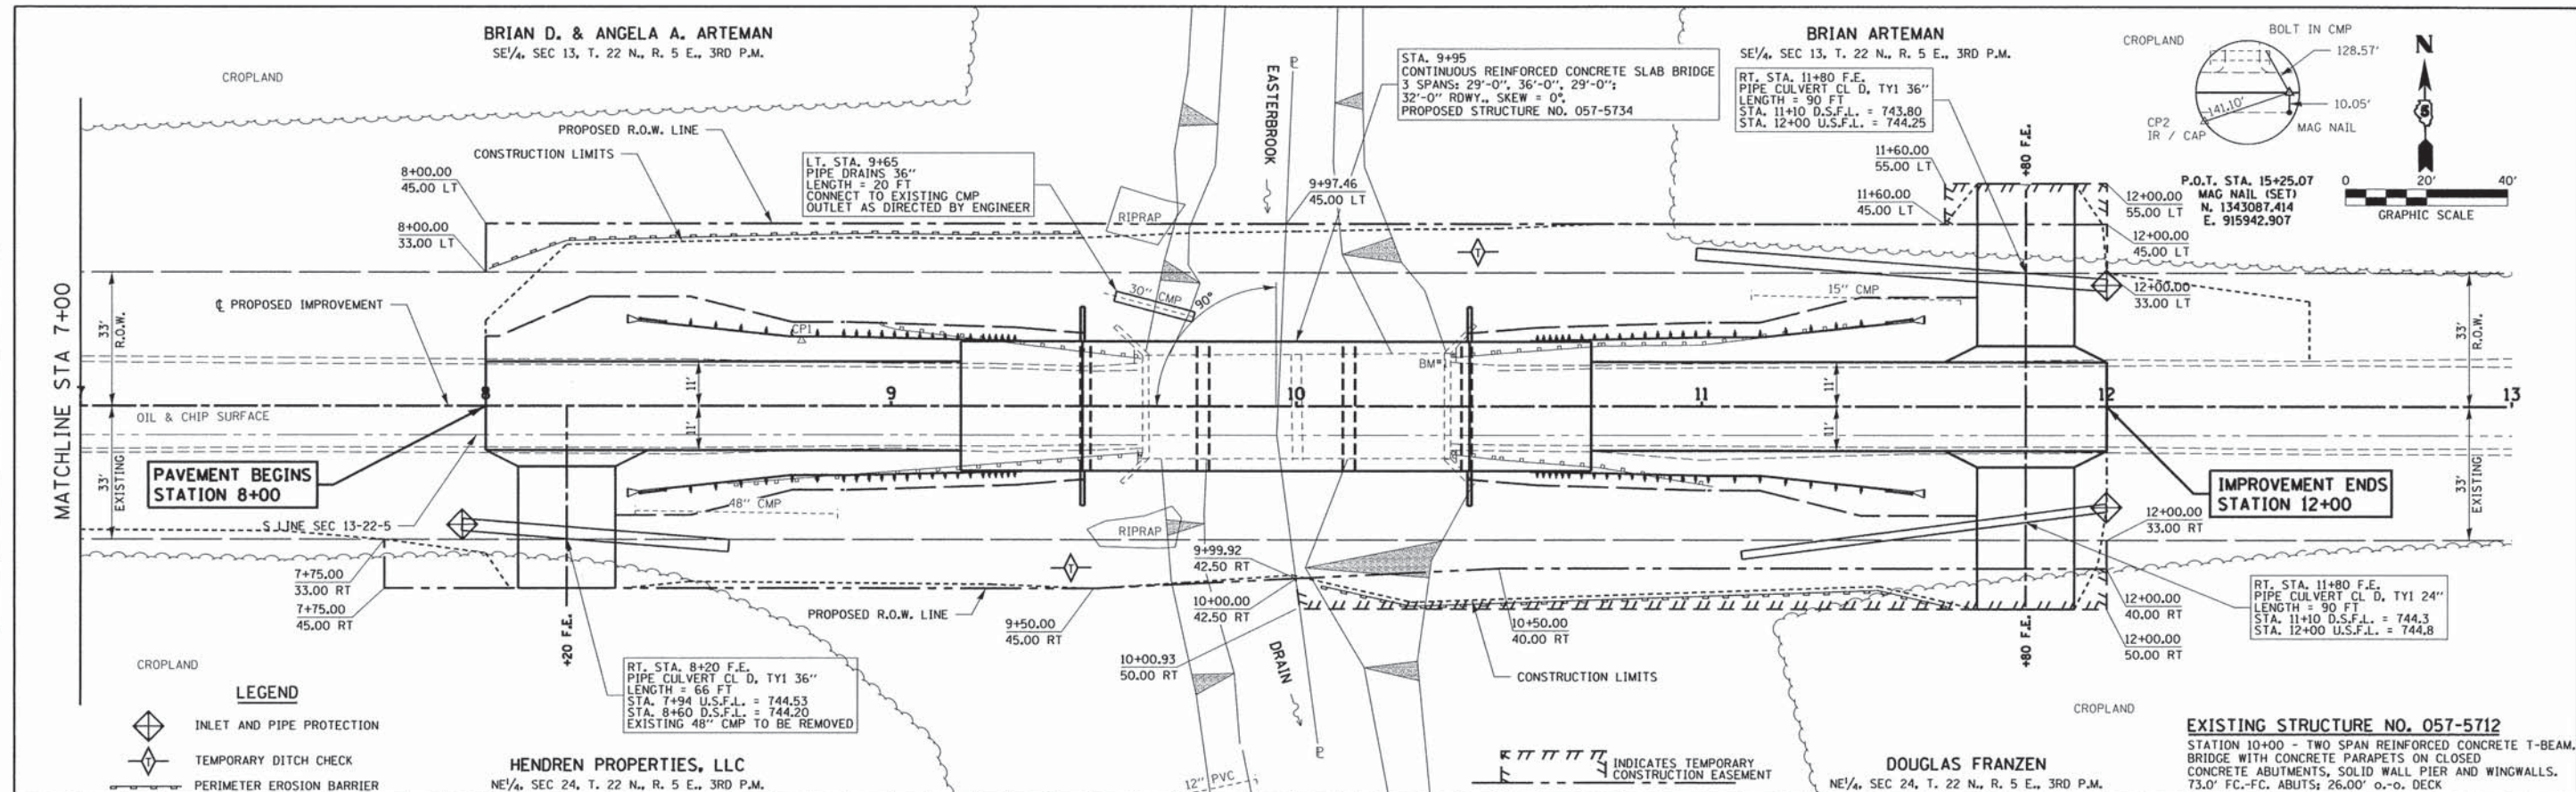 BRIAN D. & ANGELA A. ARTEMAN
SE¼, SEC 13, T. 22 N., R. 5 E., 3RD P.M.
CROPLAND
PROPOSED R.O.W. LINE
CONSTRUCTION LIMITS
8+00.00
45.00 LT
8+00.00
33.00 LT
LT. STA. 9+65
PIPE DRAINS 36"
LENGTH = 20 FT
CONNECT TO EXISTING CMP
OUTLET AS DIRECTED BY ENGINEER
RIPRAP
EASTERBROOK
9+97.46
45.00 LT
STA. 9+95
CONTINUOUS REINFORCED CONCRETE SLAB BRIDGE
3 SPANS: 29'-0", 36'-0", 29'-0";
32'-0" RDWY., SKEW = 0°,
PROPOSED STRUCTURE NO. 057-5734
BRIAN ARTEMAN
SE¼, SEC 13, T. 22 N., R. 5 E., 3RD P.M.
RT. STA. 11+80 F.E.
PIPE CULVERT CL D, TY1 36"
LENGTH = 90 FT
STA. 11+10 D.S.F.L. = 743.80
STA. 12+00 U.S.F.L. = 744.25
CROPLAND
BOLT IN CMP
128.57'
141.10'
10.05'
CP2
IR / CAP
MAG NAIL
N
P.O.T. STA. 15+25.07
MAG NAIL (SET)
N. 1343087.414
E. 915942.907
0 20' 40'
GRAPHIC SCALE
11+60.00
55.00 LT
11+60.00
45.00 LT
+80 F.E.
12+00.00
55.00 LT
12+00.00
45.00 LT
12+00.00
33.00 LT
MATCHLINE STA 7+00
33'
R.O.W.
℄ PROPOSED IMPROVEMENT
CP1
30" CMP
90°
15" CMP
BM
33'
R.O.W.
11'
11'
11'
11'
8 9 10 11 12 13
OIL & CHIP SURFACE
33'
EXISTING
PAVEMENT BEGINS
STATION 8+00
S LINE SEC 13-22-5
48" CMP
IMPROVEMENT ENDS
STATION 12+00
33'
EXISTING
7+75.00
33.00 RT
7+75.00
45.00 RT
+20 F.E.
PROPOSED R.O.W. LINE
RIPRAP
9+50.00
45.00 RT
9+99.92
42.50 RT
10+00.00
42.50 RT
10+00.93
50.00 RT
DRAIN
10+50.00
40.00 RT
CONSTRUCTION LIMITS
+80 F.E.
12+00.00
33.00 RT
12+00.00
40.00 RT
12+00.00
50.00 RT
RT. STA. 11+80 F.E.
PIPE CULVERT CL D, TY1 24"
LENGTH = 90 FT
STA. 11+10 D.S.F.L. = 744.3
STA. 12+00 U.S.F.L. = 744.8
RT. STA. 8+20 F.E.
PIPE CULVERT CL D, TY1 36"
LENGTH = 66 FT
STA. 7+94 U.S.F.L. = 744.53
STA. 8+60 D.S.F.L. = 744.20
EXISTING 48" CMP TO BE REMOVED
CROPLAND
LEGEND
INLET AND PIPE PROTECTION
T TEMPORARY DITCH CHECK
PERIMETER EROSION BARRIER
HENDREN PROPERTIES, LLC
NE¼, SEC 24, T. 22 N., R. 5 E., 3RD P.M.
12" PVC
INDICATES TEMPORARY
CONSTRUCTION EASEMENT
DOUGLAS FRANZEN
NE¼, SEC 24, T. 22 N., R. 5 E., 3RD P.M.
CROPLAND
EXISTING STRUCTURE NO. 057-5712
STATION 10+00 - TWO SPAN REINFORCED CONCRETE T-BEAM.
BRIDGE WITH CONCRETE PARAPETS ON CLOSED
CONCRETE ABUTMENTS, SOLID WALL PIER AND WINGWALLS.
73.0' FC.-FC. ABUTS; 26.00' o.-o. DECK